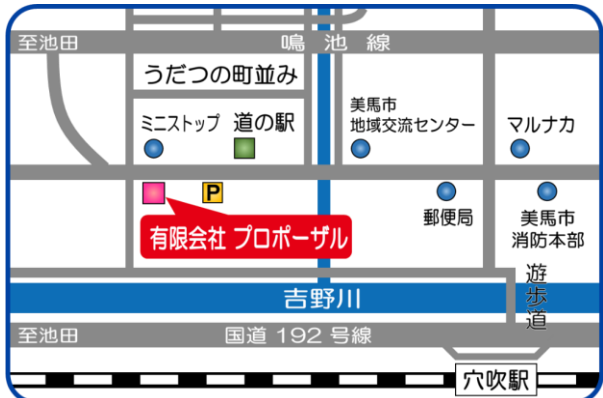 至池田
鳴池線
うだつの町並み
ミニストップ
道の駅
美馬市
地域交流センター
マルナカ
P
有限会社 プロポーザル
郵便局
美馬市
消防本部
遊歩道
吉野川
至池田
国道 192 号線
穴吹駅